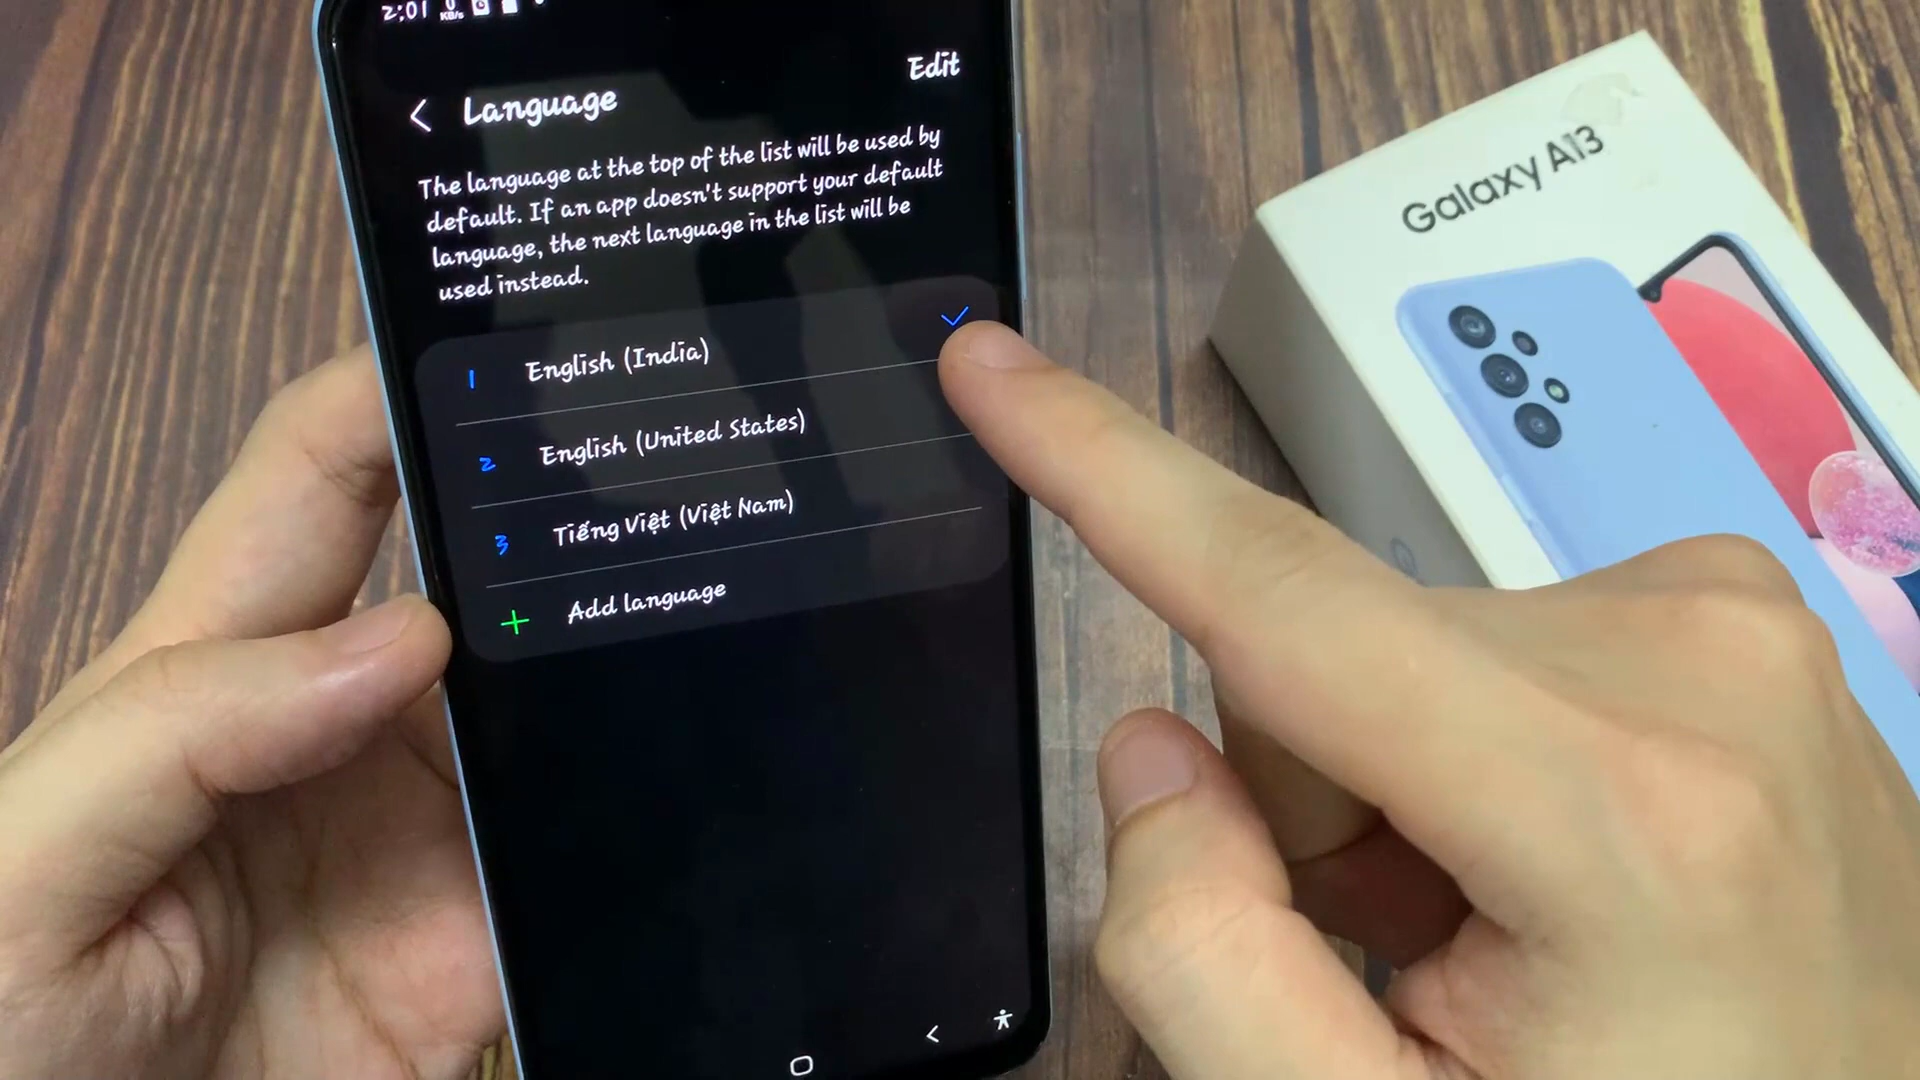 2:01 0 KB/s
Edit
Language
The language at the top of the list will be used by
default. If an app doesn't support your default
language, the next language in the list will be
used instead.
1 English (India)
2 English (United States)
3 Tiếng Việt (Việt Nam)
+ Add language
Galaxy A13